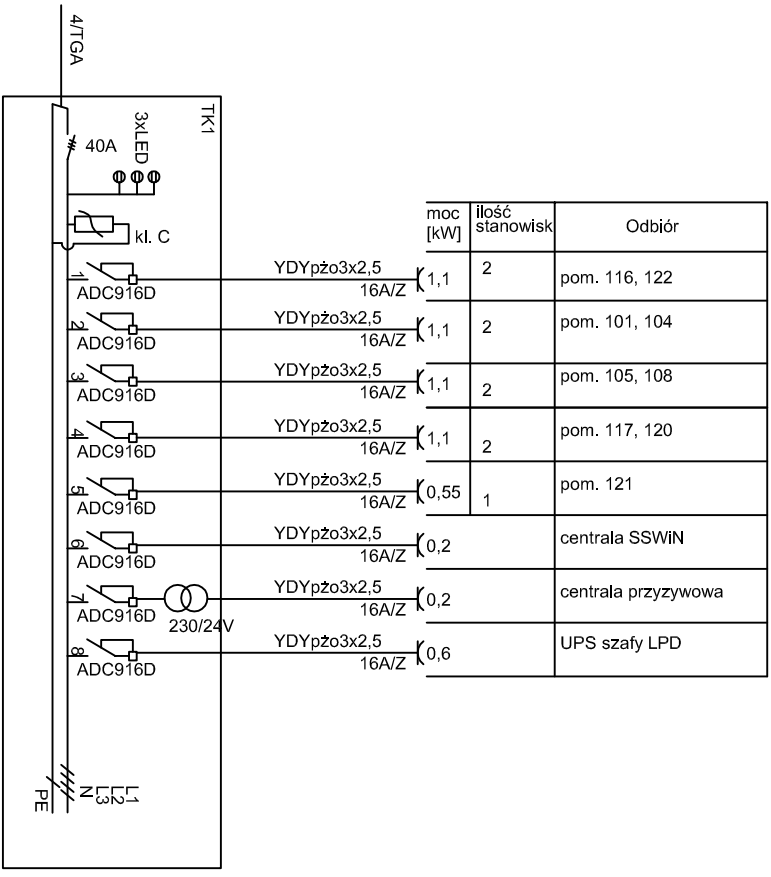 4/TGA
TK1
40A
3xLED
kl. C
moc [kW]
ilość stanowisk
Odbiór
1
ADC916D
YDYpżo3x2,5
16A/Z
1,1
2
pom. 116, 122
2
ADC916D
YDYpżo3x2,5
16A/Z
1,1
2
pom. 101, 104
3
ADC916D
YDYpżo3x2,5
16A/Z
1,1
2
pom. 105, 108
4
ADC916D
YDYpżo3x2,5
16A/Z
1,1
2
pom. 117, 120
5
ADC916D
YDYpżo3x2,5
16A/Z
0,55
1
pom. 121
6
ADC916D
YDYpżo3x2,5
16A/Z
0,2
centrala SSWiN
7
ADC916D
230/24V
YDYpżo3x2,5
16A/Z
0,2
centrala przyzywowa
8
ADC916D
YDYpżo3x2,5
16A/Z
0,6
UPS szafy LPD
L1
L2
L3
N
PE